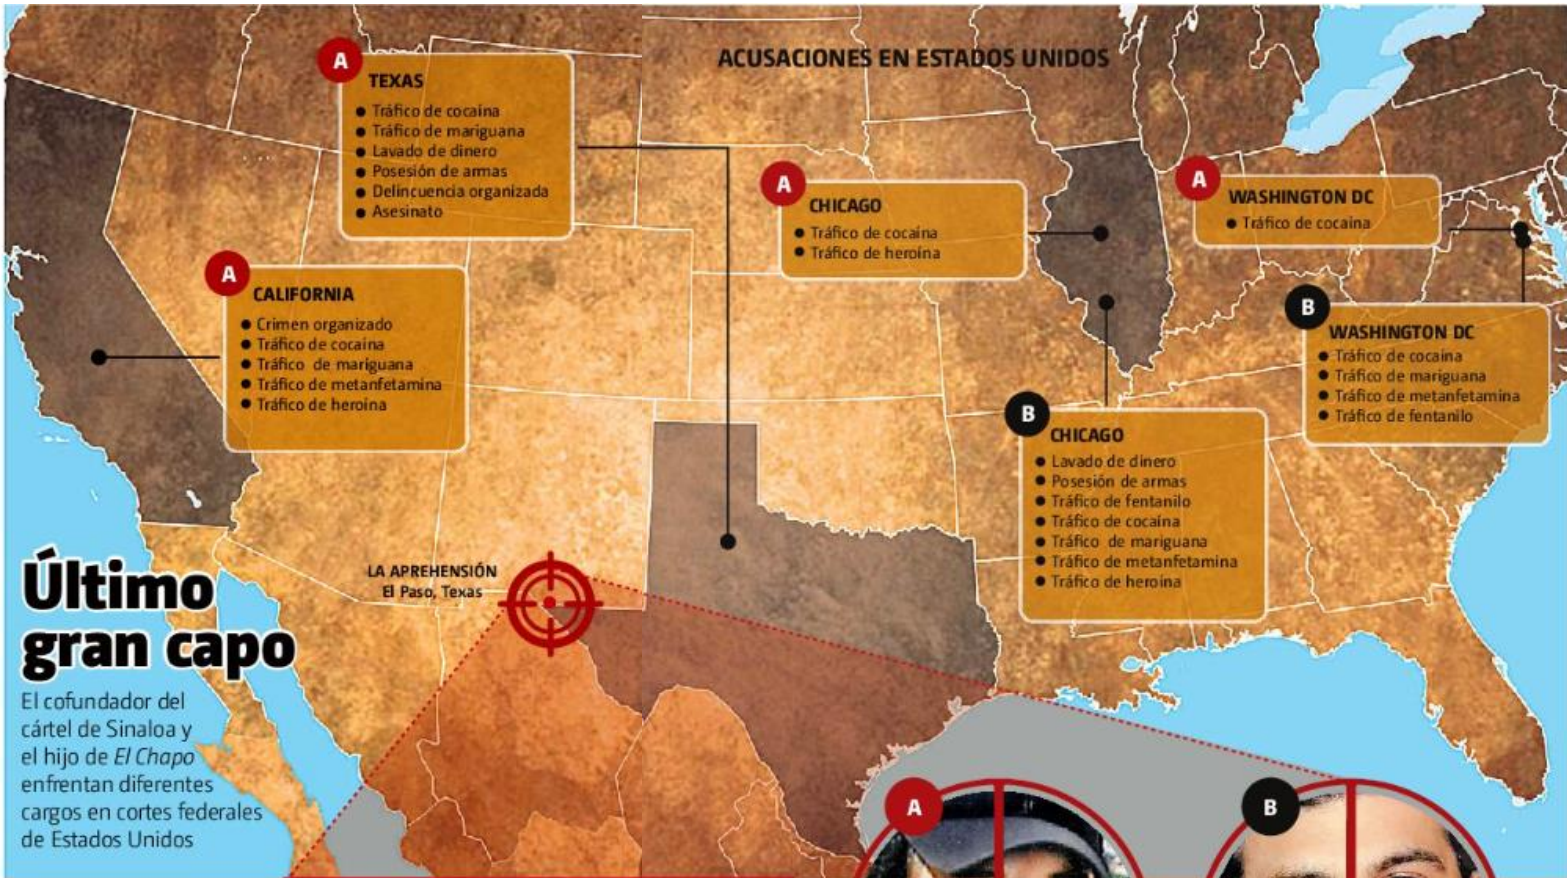 ACUSACIONES EN ESTADOS UNIDOS
A
TEXAS
● Tráfico de cocaína
● Tráfico de mariguana
● Lavado de dinero
● Posesión de armas
● Delincuencia organizada
● Asesinato
A
CHICAGO
● Tráfico de cocaína
● Tráfico de heroína
A
WASHINGTON DC
● Tráfico de cocaína
A
CALIFORNIA
● Crimen organizado
● Tráfico de cocaína
● Tráfico de mariguana
● Tráfico de metanfetamina
● Tráfico de heroína
B
WASHINGTON DC
● Tráfico de cocaína
● Tráfico de mariguana
● Tráfico de metanfetamina
● Tráfico de fentanilo
B
CHICAGO
● Lavado de dinero
● Posesión de armas
● Tráfico de fentanilo
● Tráfico de cocaína
● Tráfico de mariguana
● Tráfico de metanfetamina
● Tráfico de heroína
LA APREHENSIÓN
El Paso, Texas
Último
gran capo
El cofundador del
cártel de Sinaloa y
el hijo de El Chapo
enfrentan diferentes
cargos en cortes federales
de Estados Unidos
A
B